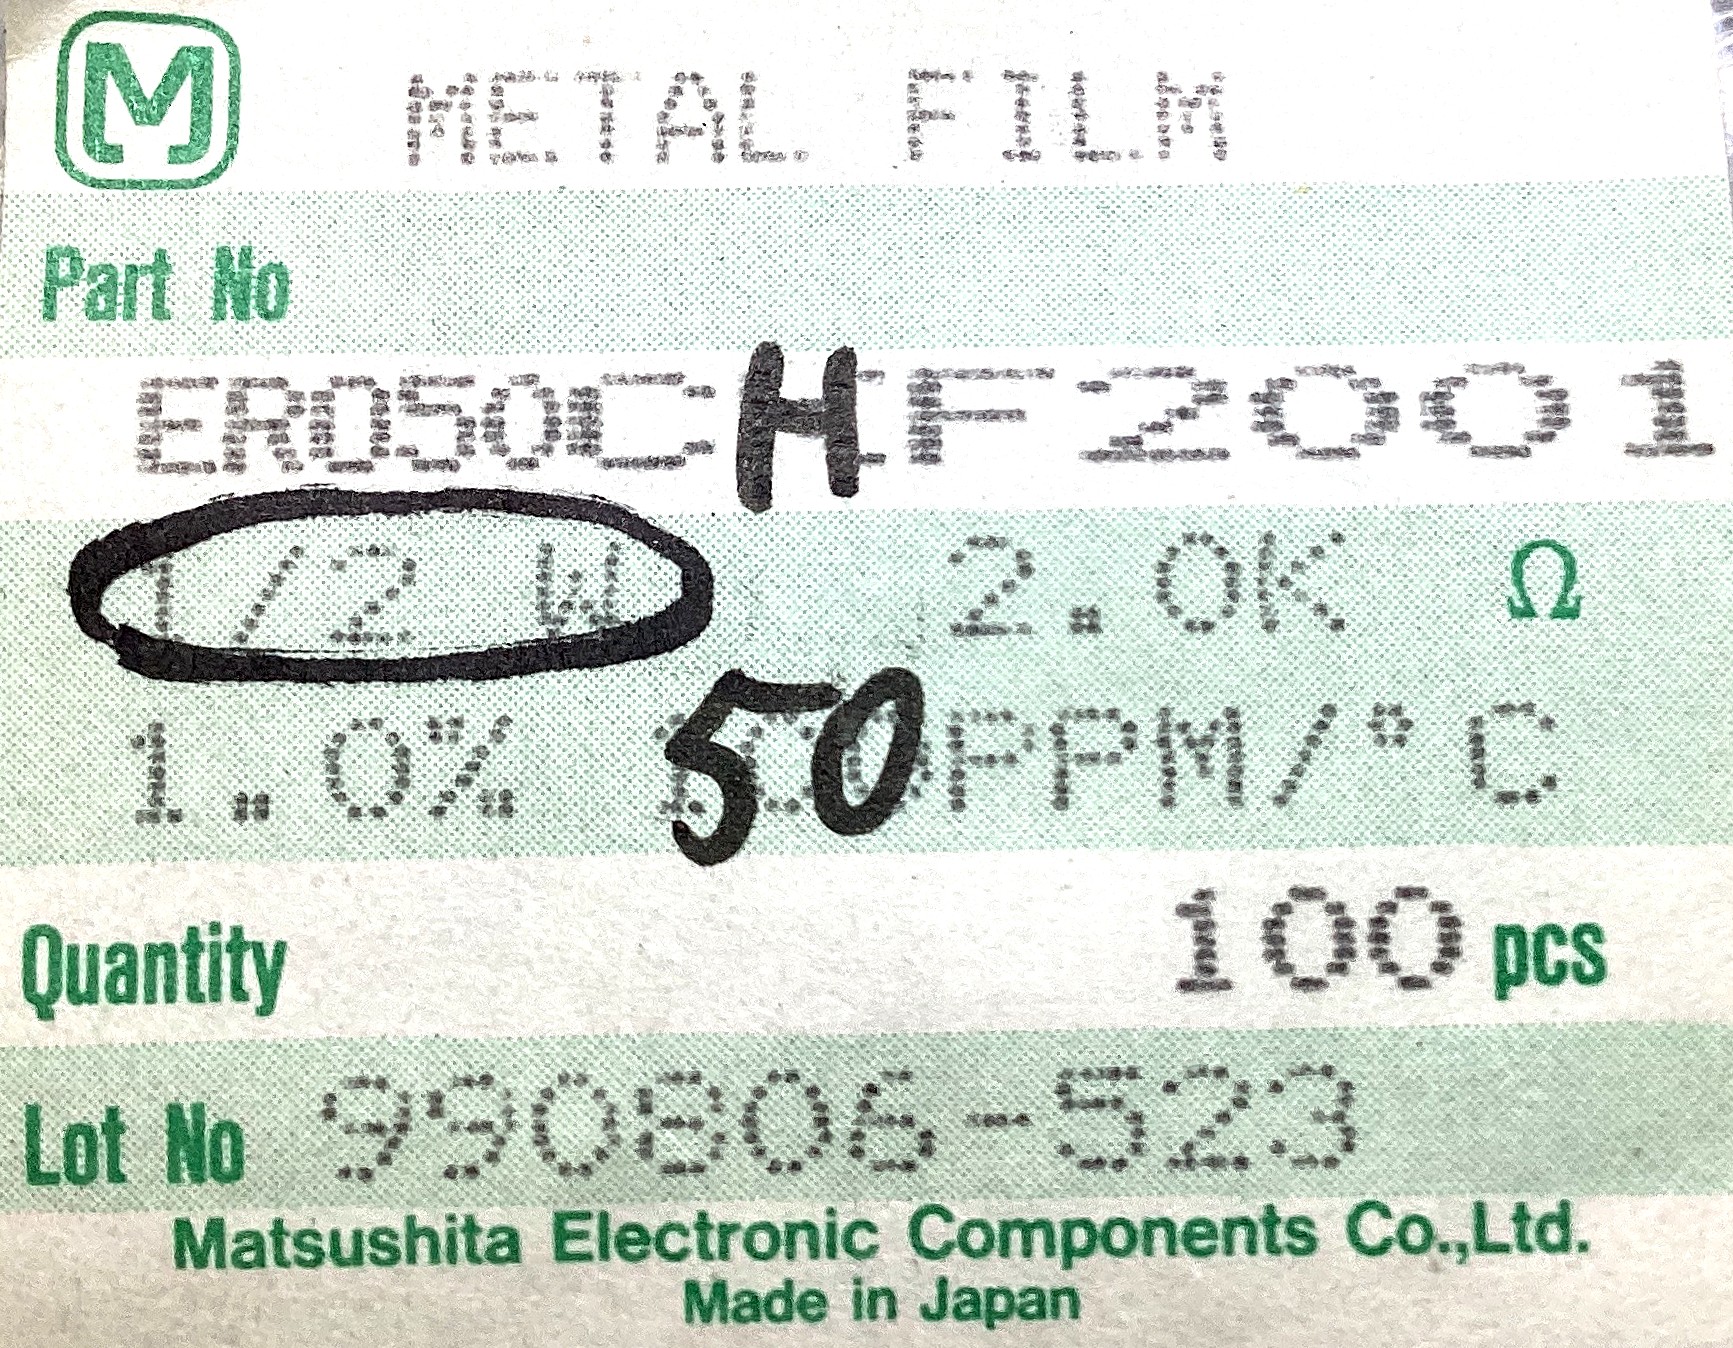 M
METAL FILM
Part No
ERO50CHF2001
1/2 W 2.0K Ω
1.0% 50PPM/°C
Quantity 100 pcs
Lot No 990806-523
Matsushita Electronic Components Co.,Ltd.
Made in Japan